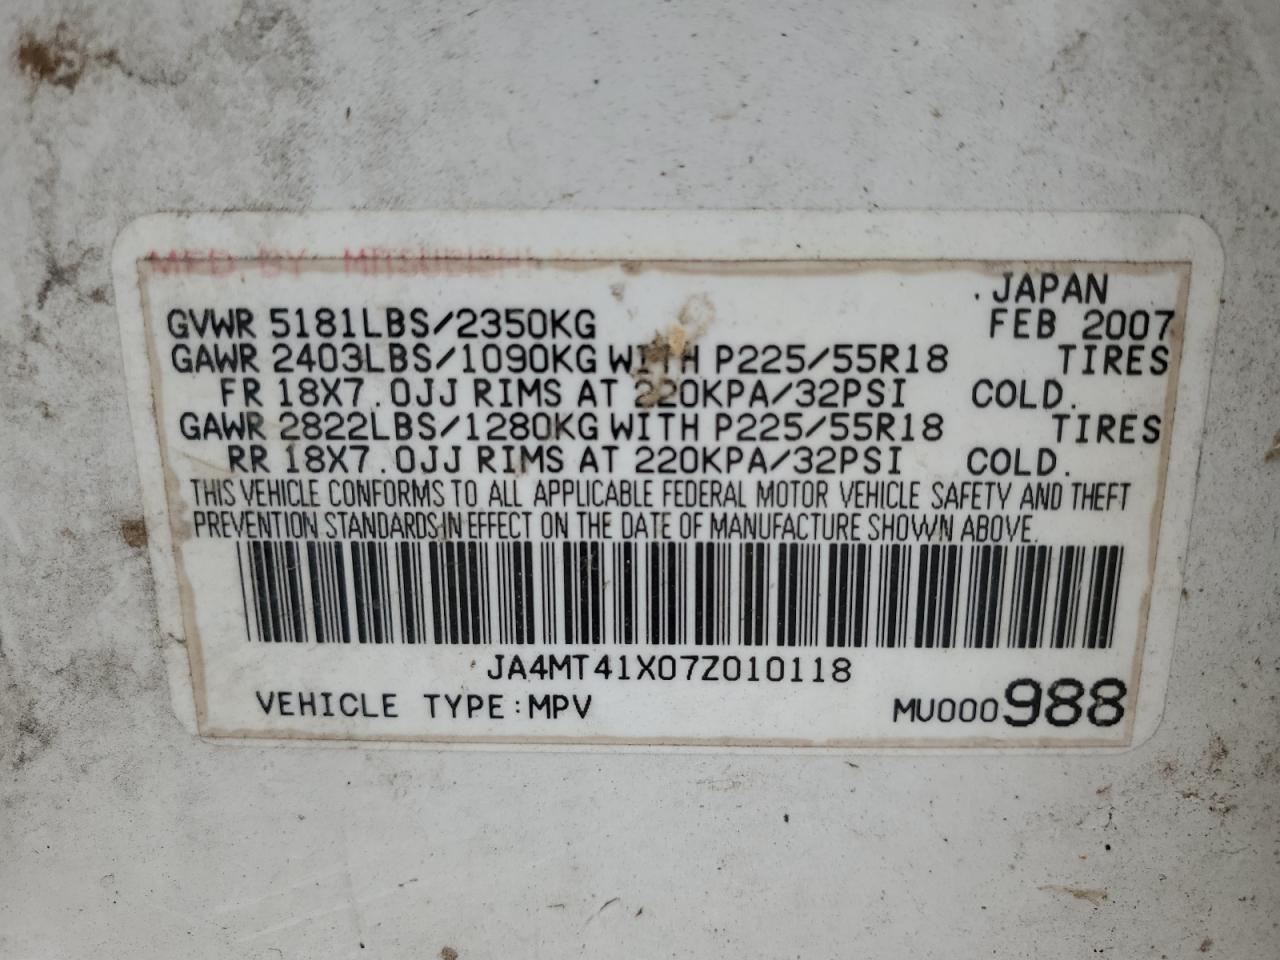 MFD. BY MITSUBISHI
. JAPAN
GVWR 5181LBS/2350KG FEB 2007
GAWR 2403LBS/1090KG WITH P225/55R18 TIRES
FR 18X7.0JJ RIMS AT 220KPA/32PSI COLD.
GAWR 2822LBS/1280KG WITH P225/55R18 TIRES
RR 18X7.0JJ RIMS AT 220KPA/32PSI COLD.
THIS VEHICLE CONFORMS TO ALL APPLICABLE FEDERAL MOTOR VEHICLE SAFETY AND THEFT
PREVENTION STANDARDS IN EFFECT ON THE DATE OF MANUFACTURE SHOWN ABOVE.
JA4MT41X07Z010118
VEHICLE TYPE:MPV MU000988